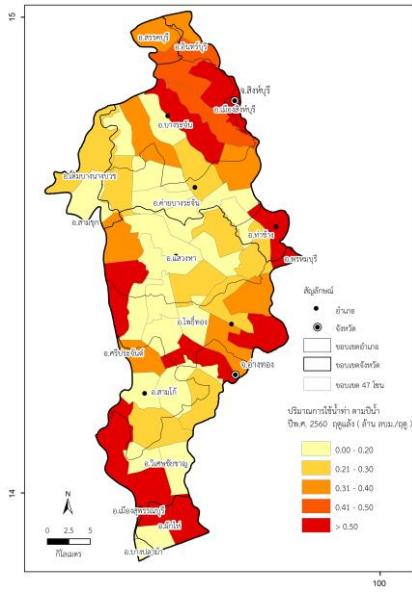 15
อ.สรรคบุรี
อ.อินทร์บุรี
จ.สิงห์บุรี
อ.เมืองสิงห์บุรี
อ.บางระจัน
อ.เดิมบางนางบวช
อ.ค่ายบางระจัน
อ.สามชุก
อ.ท่าช้าง
อ.พรหมบุรี
อ.แสวงหา
สัญลักษณ์
อำเภอ
จังหวัด
ขอบเขตอำเภอ
ขอบเขตจังหวัด
ขอบเขต 47 โซน
อ.โพธิ์ทอง
อ.ศรีประจันต์
จ.อ่างทอง
อ.สามโก้
ปริมาณการใช้น้ำท่า ตามปีน้ำ
ปีพ.ศ. 2560 ฤดูแล้ง ( ล้าน ลบม./ฤดู )
0.00 - 0.20
0.21 - 0.30
0.31 - 0.40
0.41 - 0.50
> 0.50
อ.วิเศษชัยชาญ
14
N
อ.เมืองสุพรรณบุรี
อ.ผักไห่
0 2.5 5
กิโลเมตร
อ.บางปลาม้า
100